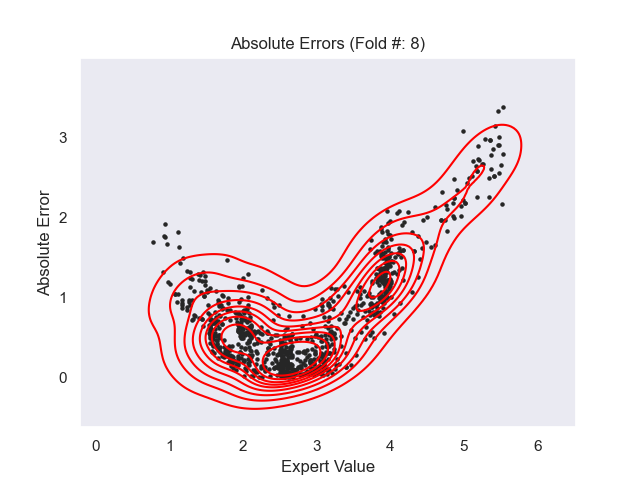 Absolute Errors (Fold #: 8)
3
2
1
0
Absolute Error
0 1 2 3 4 5 6
Expert Value